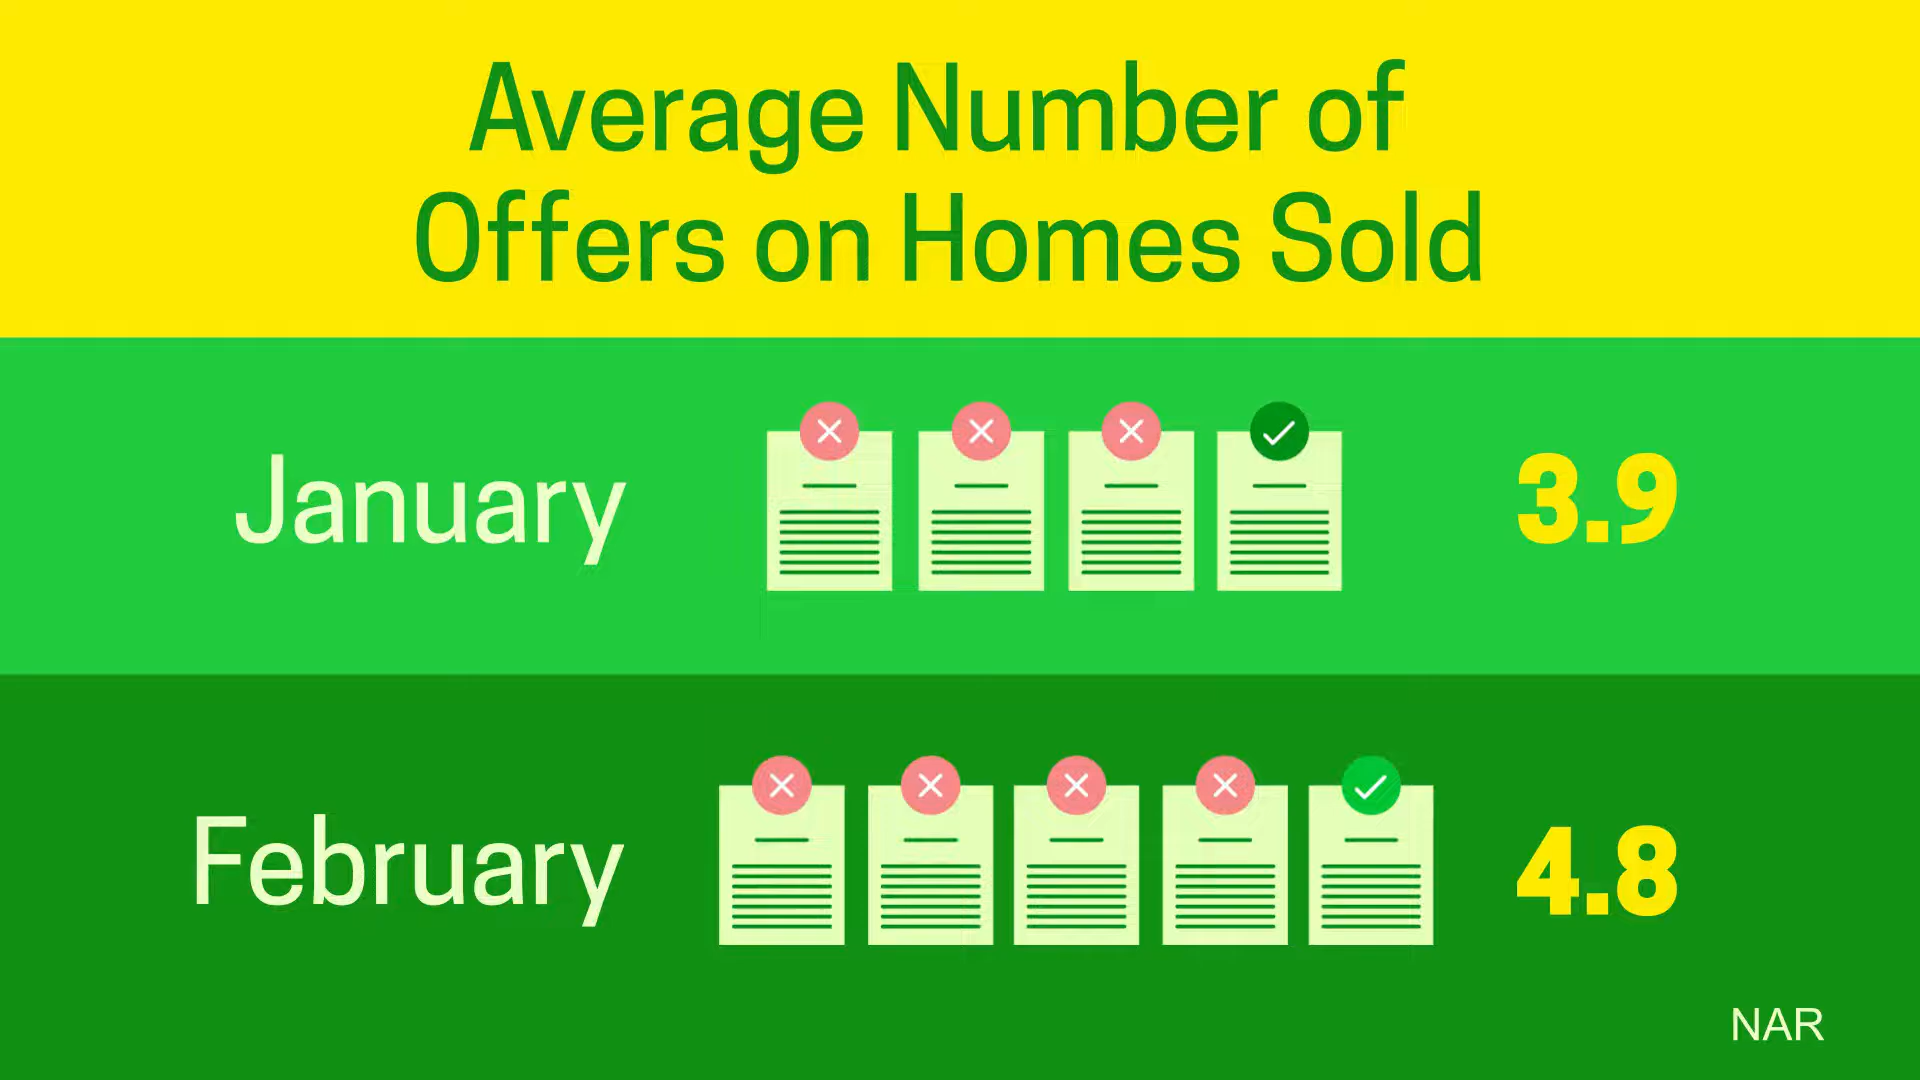 Average Number of
Offers on Homes Sold
January 3.9
February 4.8
NAR